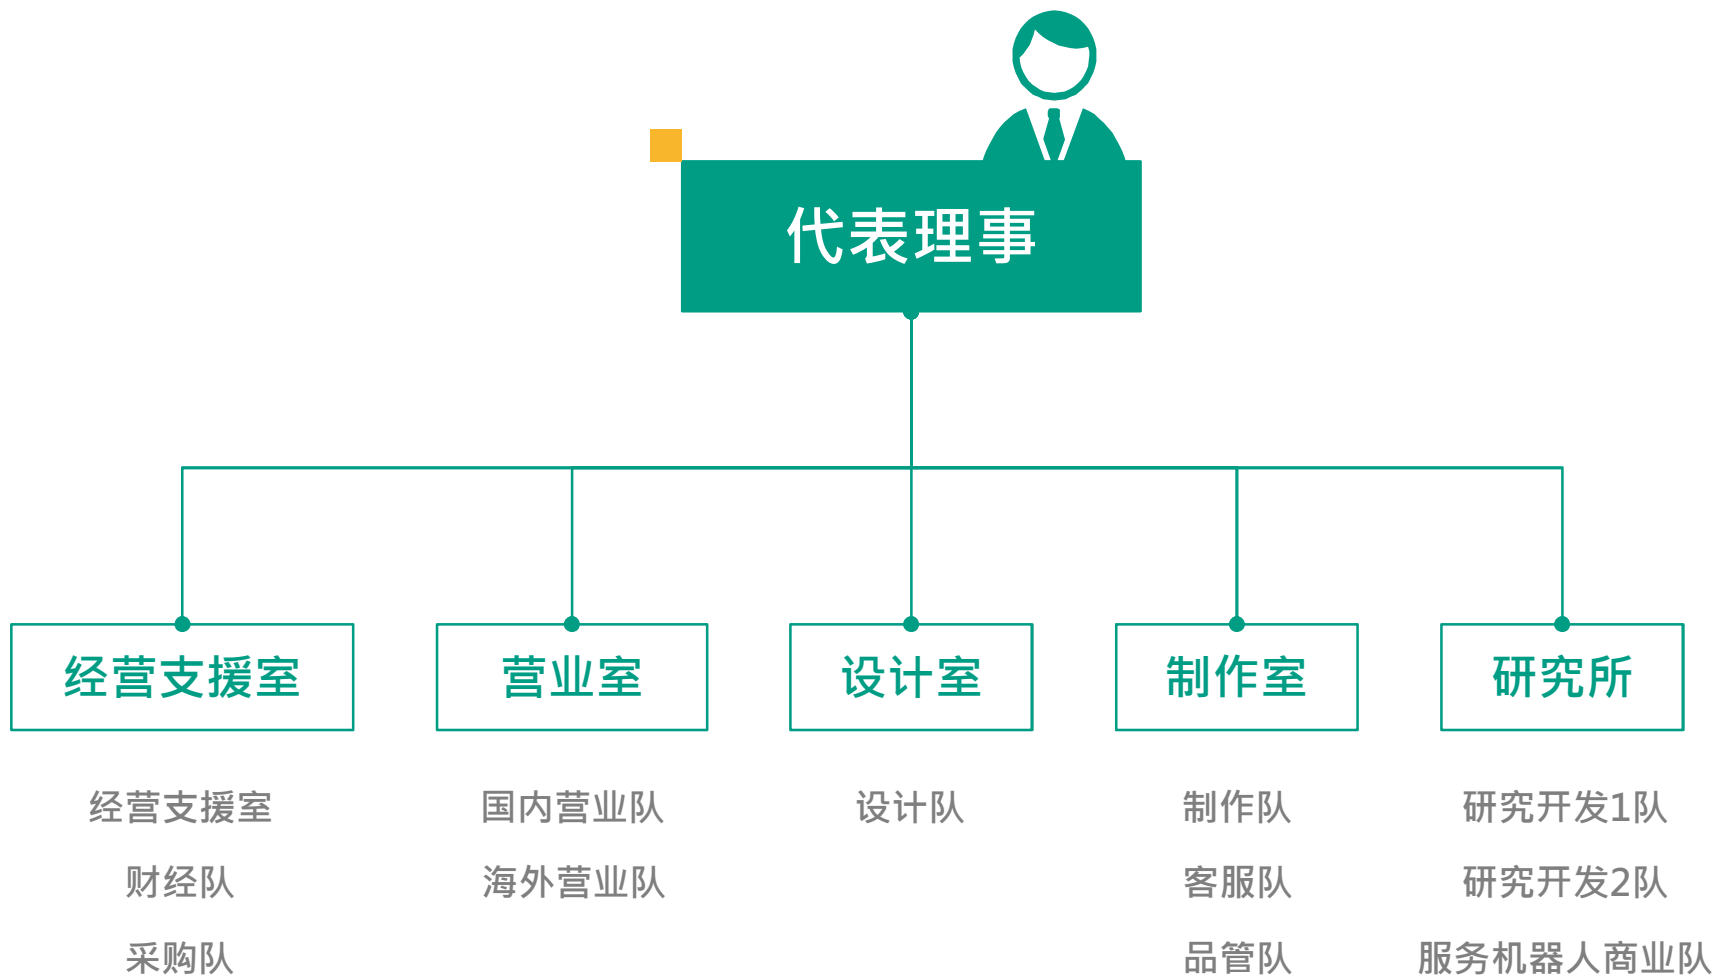 代表理事
经营支援室
营业室
设计室
制作室
研究所
经营支援室
国内营业队
设计队
制作队
研究开发1队
财经队
海外营业队
客服队
研究开发2队
采购队
品管队
服务机器人商业队